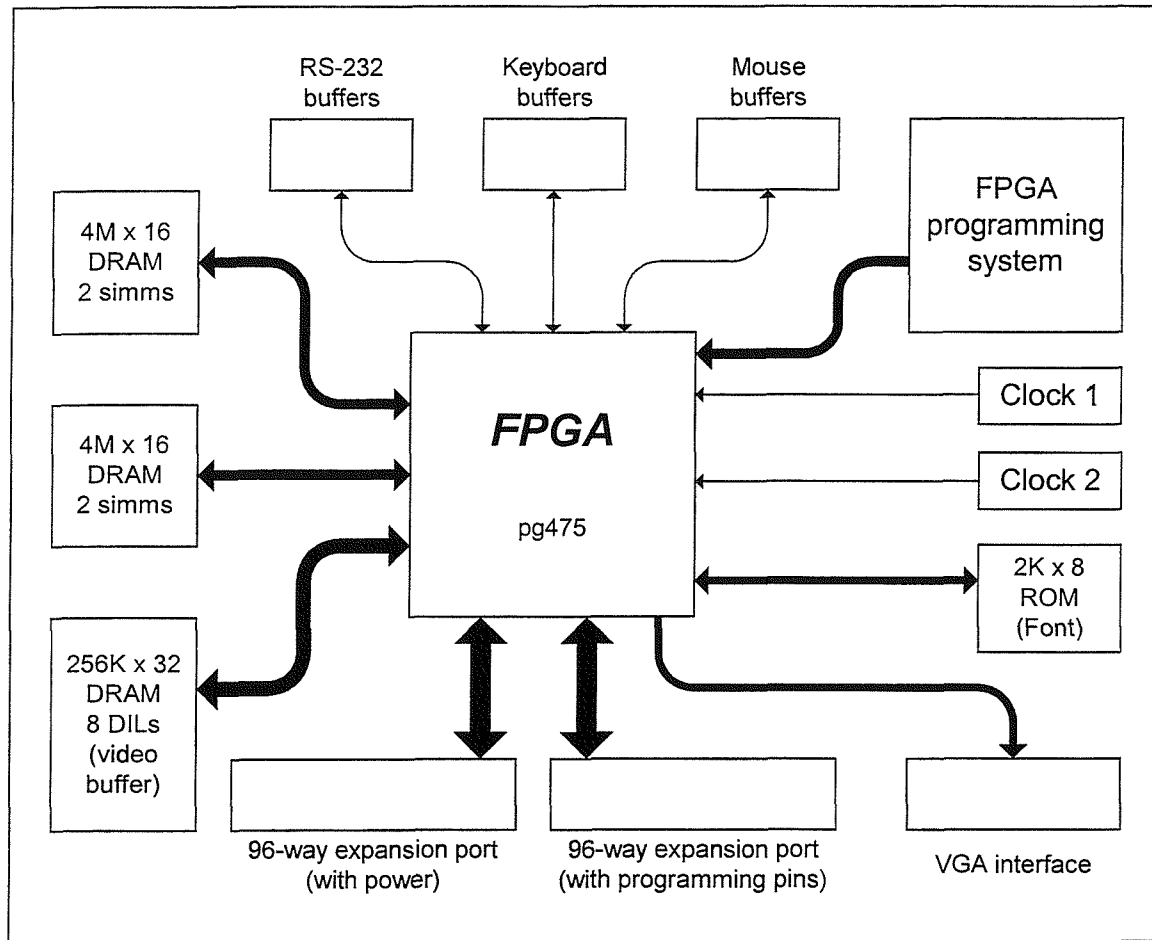 RS-232
buffers
Keyboard
buffers
Mouse
buffers
FPGA
programming
system
4M x 16
DRAM
2 simms
Clock 1
FPGA
4M x 16
DRAM
2 simms
Clock 2
pg475
2K x 8
ROM
(Font)
256K x 32
DRAM
8 DILs
(video
buffer)
96-way expansion port
(with power)
96-way expansion port
(with programming pins)
VGA interface